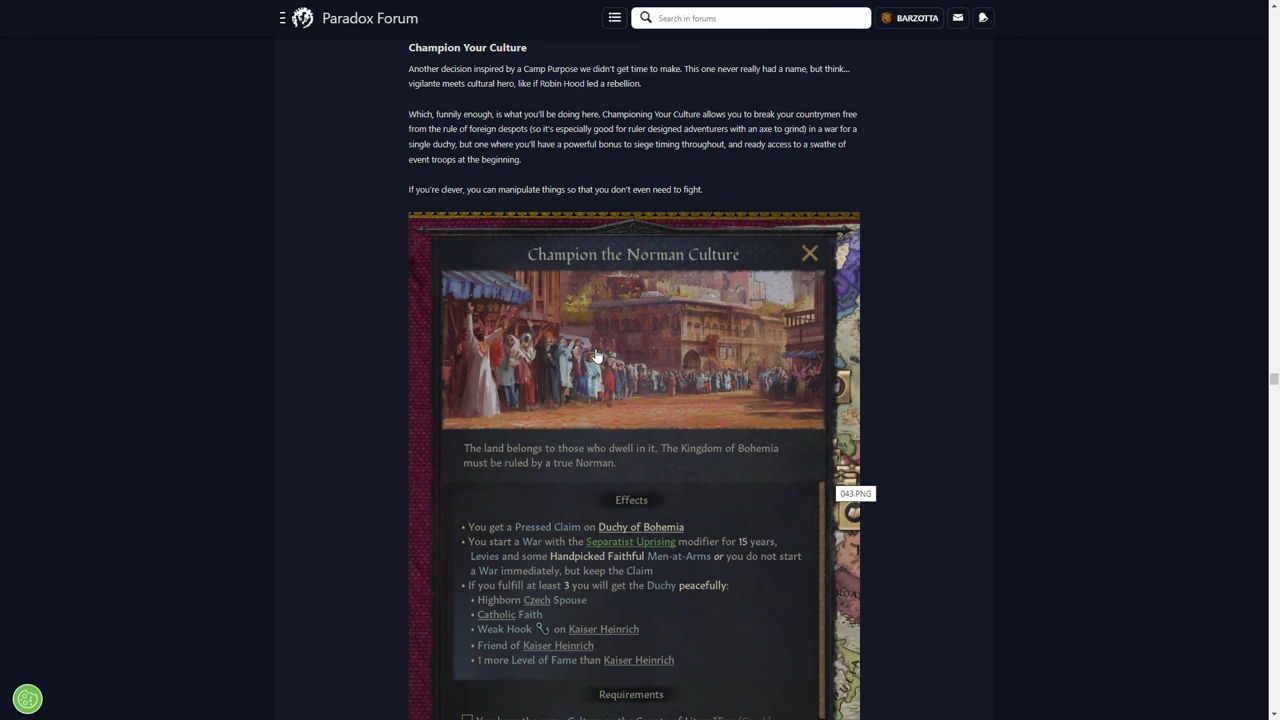 Paradox Forum
Search in forums
BARZOTTA
Champion Your Culture
Another decision inspired by a Camp Purpose we didn't get time to make. This one never really had a name, but think...
vigilante meets cultural hero, like if Robin Hood led a rebellion.
Which, funnily enough, is what you'll be doing here. Championing Your Culture allows you to break your countrymen free
from the rule of foreign despots (so it's especially good for ruler designed adventurers with an axe to grind) in a war for a
single duchy, but one where you'll have a powerful bonus to siege timing throughout, and ready access to a swathe of
event troops at the beginning.
If you're clever, you can manipulate things so that you don't even need to fight.
Champion the Norman Culture
The land belongs to those who dwell in it. The Kingdom of Bohemia
must be ruled by a true Norman.
043.PNG
Effects
• You get a Pressed Claim on Duchy of Bohemia
• You start a War with the Separatist Uprising modifier for 15 years,
Levies and some Handpicked Faithful Men-at-Arms or you do not start
a War immediately, but keep the Claim
• If you fulfill at least 3 you will get the Duchy peacefully:
• Highborn Czech Spouse
• Catholic Faith
• Weak Hook on Kaiser Heinrich
• Friend of Kaiser Heinrich
• 1 more Level of Fame than Kaiser Heinrich
Requirements